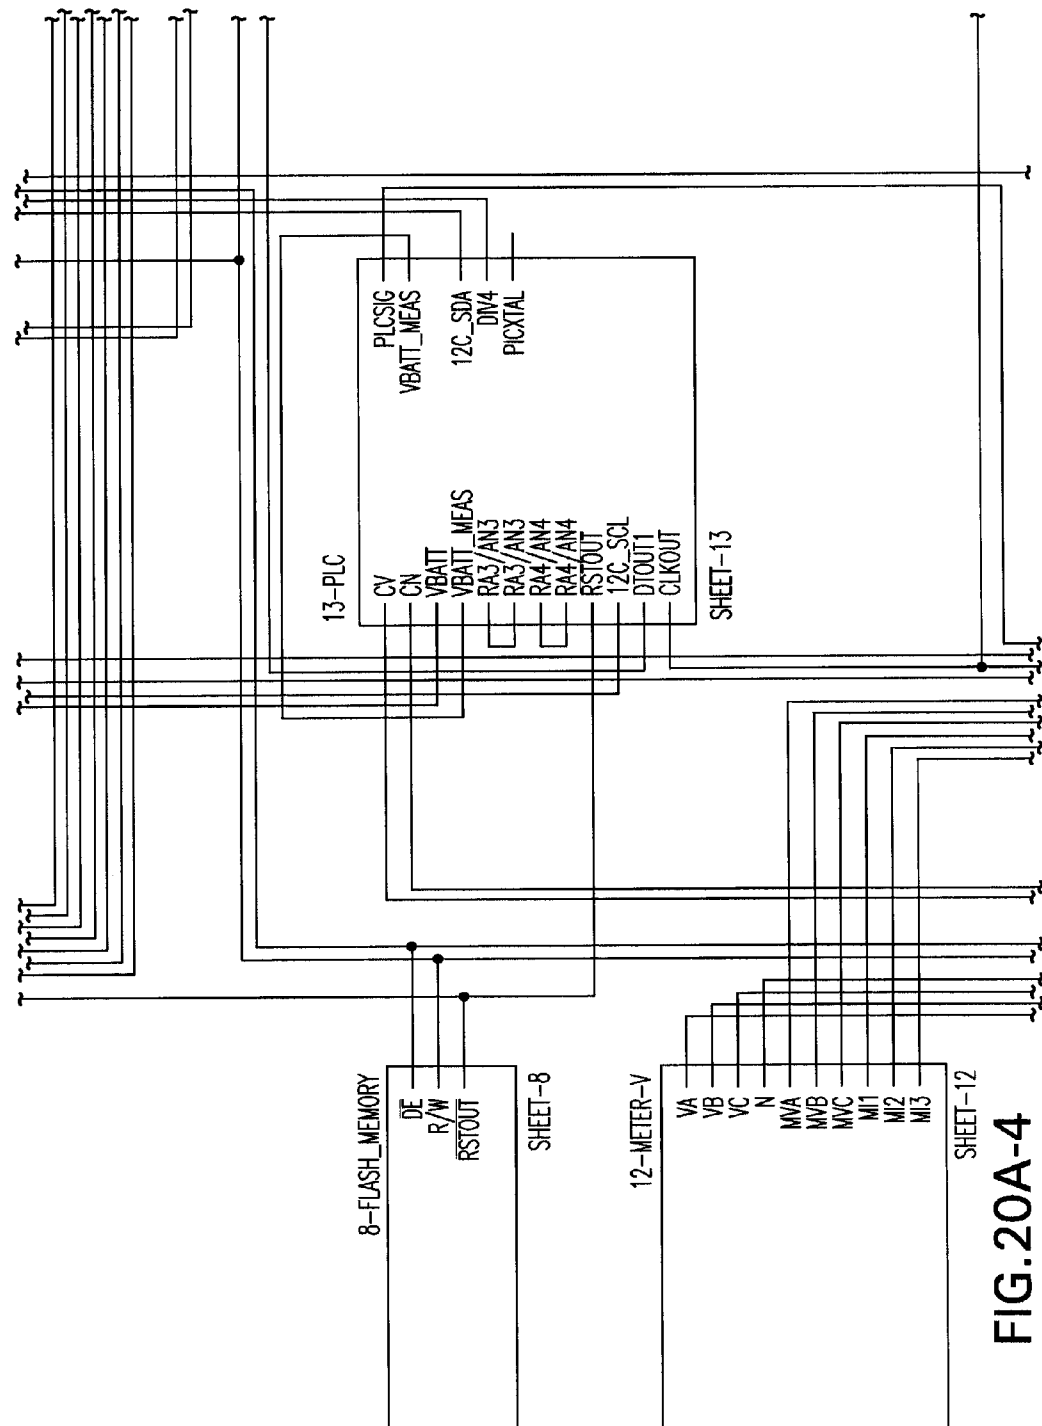 8-FLASH_MEMORY
DE
R/W
RSTOUT
SHEET-8
12-METER-V
VA
VB
VC
N
MVA
MVB
MVC
MI1
MI2
MI3
SHEET-12
13-PLC
CV
CN
VBATT
VBATT_MEAS
RA3/AN3
RA3/AN3
RA4/AN4
RA4/AN4
RSTOUT
12C_SCL
DTOUT1
CLKOUT
PLCSIG
VBATT_MEAS
12C_SDA
DIV4
PICXTAL
SHEET-13
FIG.20A-4